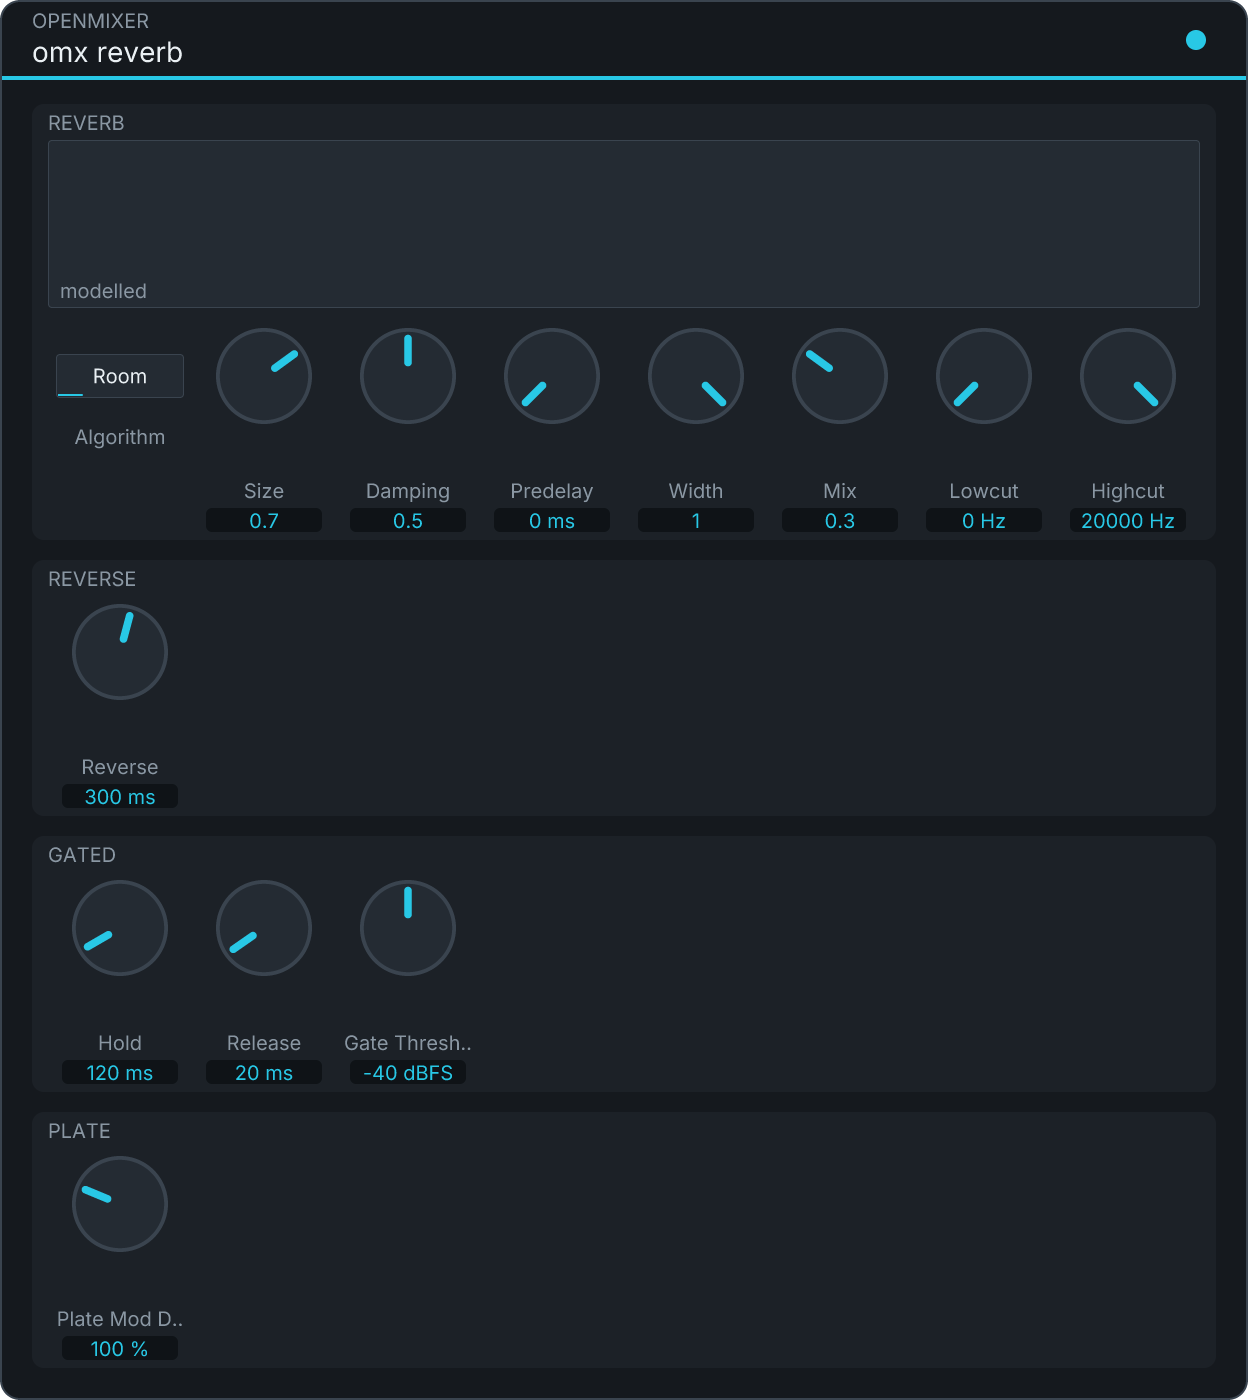 OPENMIXER
omx reverb
REVERB
modelled
Room
Algorithm
Size Damping Predelay Width Mix Lowcut Highcut
0.7 0.5 0 ms 1 0.3 0 Hz 20000 Hz
REVERSE
Reverse
300 ms
GATED
Hold Release Gate Thresh..
120 ms 20 ms -40 dBFS
PLATE
Plate Mod D..
100 %